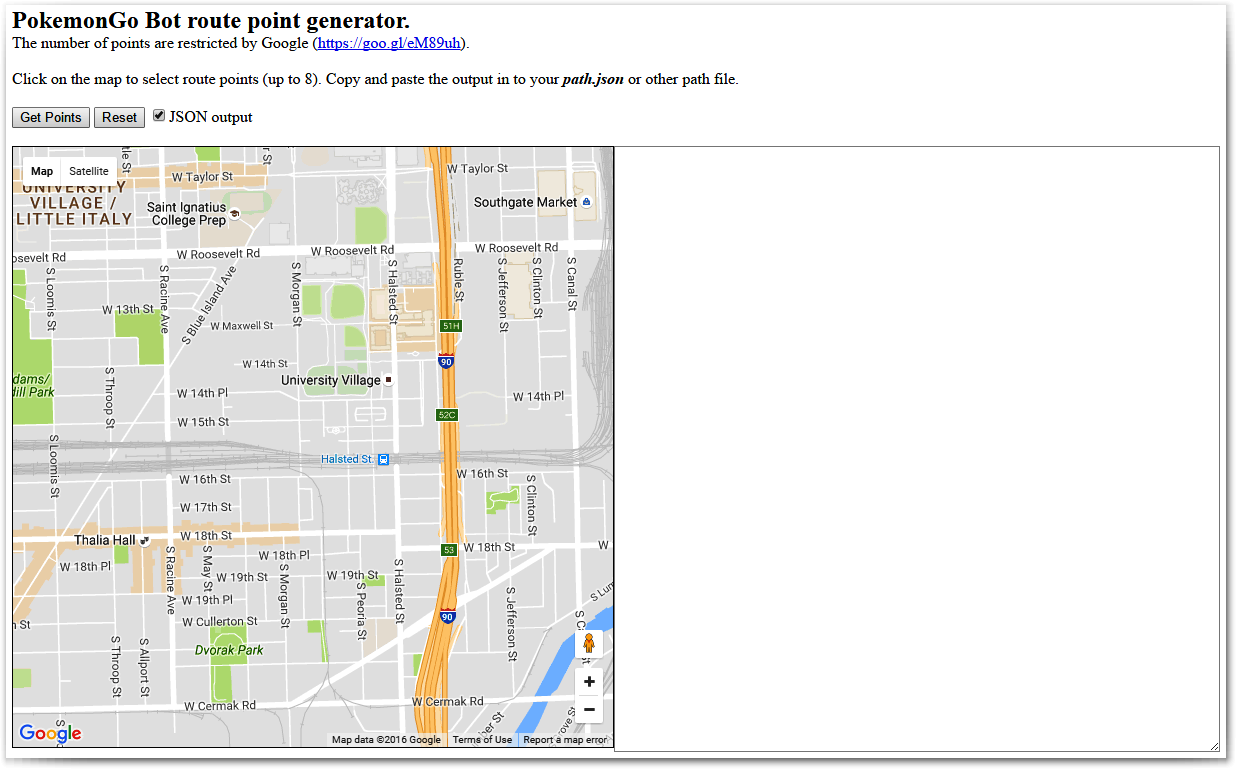 PokemonGo Bot route point generator.
The number of points are restricted by Google (https://goo.gl/eM89uh).
Click on the map to select route points (up to 8). Copy and paste the output in to your path.json or other path file.
Get Points Reset JSON output
Map Satellite
W Taylor St
W Taylor St
UNIVERSITY
VILLAGE /
LITTLE ITALY
Saint Ignatius
College Prep
Southgate Market
osevelt Rd
W Roosevelt Rd
W Roosevelt Rd
W Roosevelt Rd
S Loomis St
S Racine Ave
S Blue Island Ave
S Morgan St
S Halsted St
Ruble St
S Jefferson St
S Clinton St
S Canal St
W 13th St
W Maxwell St
51H
90
W 14th St
University Village
dams/
dill Park
S Throop St
W 14th Pl
W 14th Pl
52C
W 15th St
S Loomis St
Halsted St.
W 16th St
W 16th St
S Clinton St
W 17th St
W 18th St
Thalia Hall
53
W 18th St
W
W 18th Pl
W 18th Pl
S Racine Ave
S May St
W 19th St
S Morgan St
W 19th St
S Peoria St
S Halsted St
S Jefferson St
S Lum
W 19th Pl
W Cullerton St
90
n St
S Throop St
S Allport St
Dvorak Park
W Cermak Rd
W Cermak Rd
+
−
Google
Map data ©2016 Google Terms of Use Report a map error